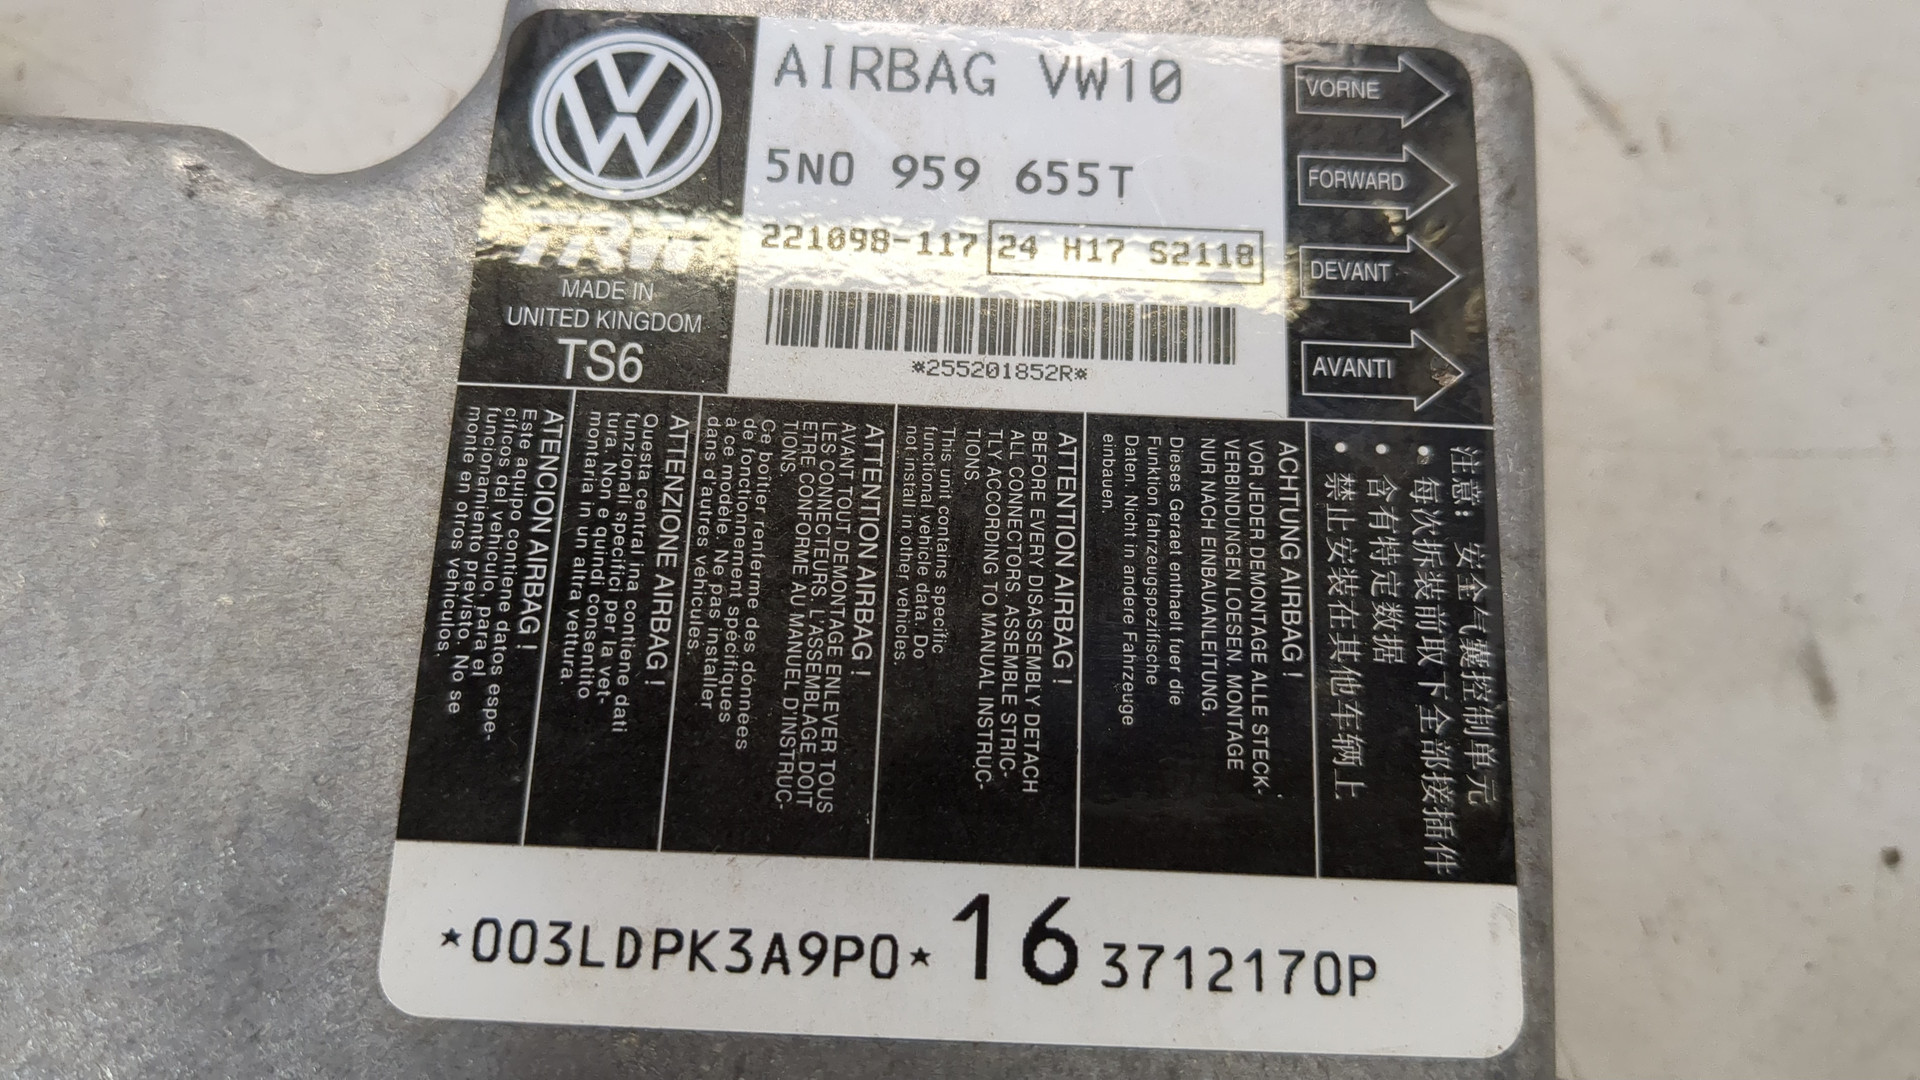 AIRBAG VW10
5N0 959 655T
221098-117 24 H17 S2118
*255201852R*
TRW
MADE IN
UNITED KINGDOM
TS6
VORNE
FORWARD
DEVANT
AVANTI
注意: 安全气囊控制单元
• 每次拆装前取下全部接插件
• 含有特定数据
• 禁止安装在其他车辆上
ACHTUNG AIRBAG !
VOR JEDER DEMONTAGE ALLE STECK-
VERBINDUNGEN LOESEN. MONTAGE
NUR NACH EINBAUANLEITUNG.
Dieses Geraet enthaelt fuer die
Funktion fahrzeugspezifische
Daten. Nicht in andere Fahrzeuge
einbauen.
ATTENTION AIRBAG !
BEFORE EVERY DISASSEMBLY DETACH
ALL CONNECTORS. ASSEMBLE STRIC-
TLY ACCORDING TO MANUAL INSTRUC-
TIONS.
This unit contains specific
functional vehicle data. Do
not install in other vehicles.
ATTENTION AIRBAG !
AVANT TOUT DEMONTAGE ENLEVER TOUS
LES CONNECTEURS. L'ASSEMBLAGE DOIT
ETRE CONFORME AU MANUEL D'INSTRUC-
TIONS.
Ce boîtier renferme des données
de fonctionnement spécifiques
à ce modèle. Ne pas installer
dans d'autres véhicules.
ATTENZIONE AIRBAG !
Questa central ina contiene dati
funzionali specifici per la vet-
tura. Non e quindi consentito
montarla in un altra vettura.
ATENCION AIRBAG !
Este equipo contiene datos espe-
cificos del vehiculo, para el
funcionamiento previsto. No se
monte en otros vehiculos.
*003LDPK3A9P0* 16 3712170P